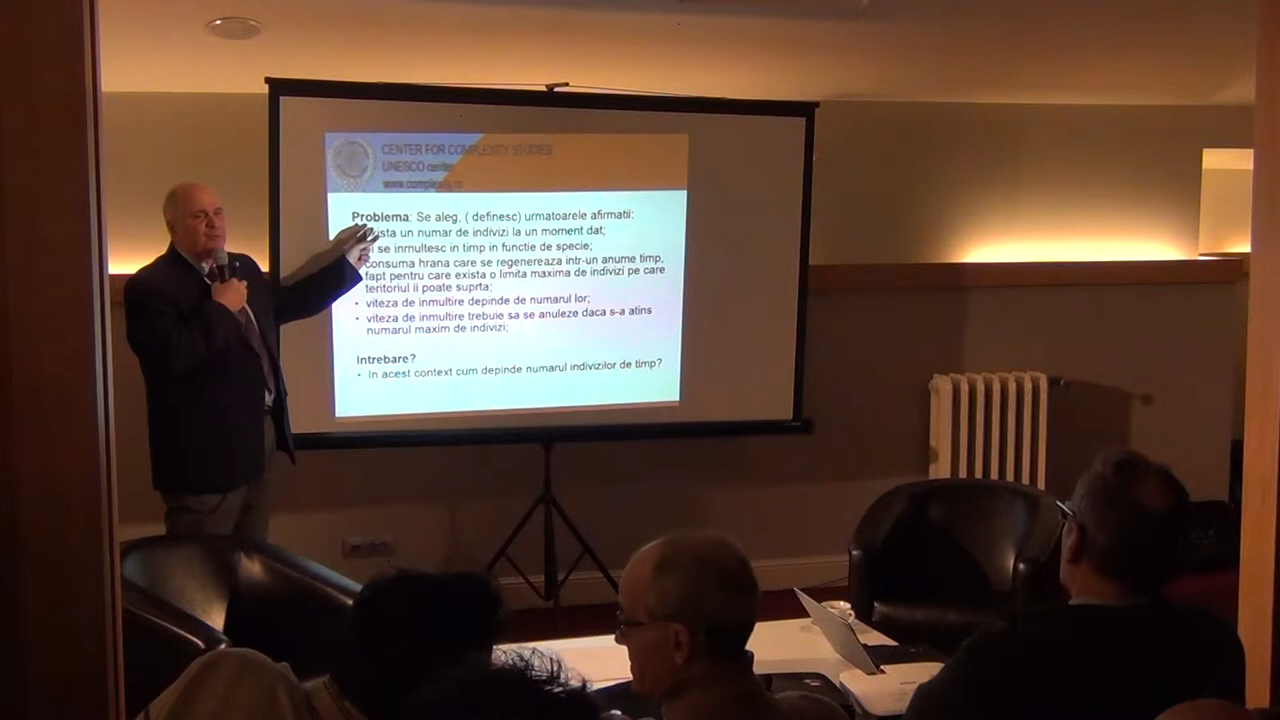 CENTER FOR COMPLEXITY STUDIES
UNESCO center
www.complexity.ro
Problema: Se aleg, ( definesc) urmatoarele afirmatii:
un numar de indivizi la un moment dat;
se inmultesc in timp in functie de specie;
consuma hrana care se regenereaza intr-un anume timp,
fapt pentru care exista o limita maxima de indivizi pe care
teritoriul ii poate suprta;
• viteza de inmultire depinde de numarul lor;
• viteza de inmultire trebuie sa se anuleze daca s-a atins
numarul maxim de indivizi;
Intrebare?
• In acest context cum depinde numarul indivizilor de timp?